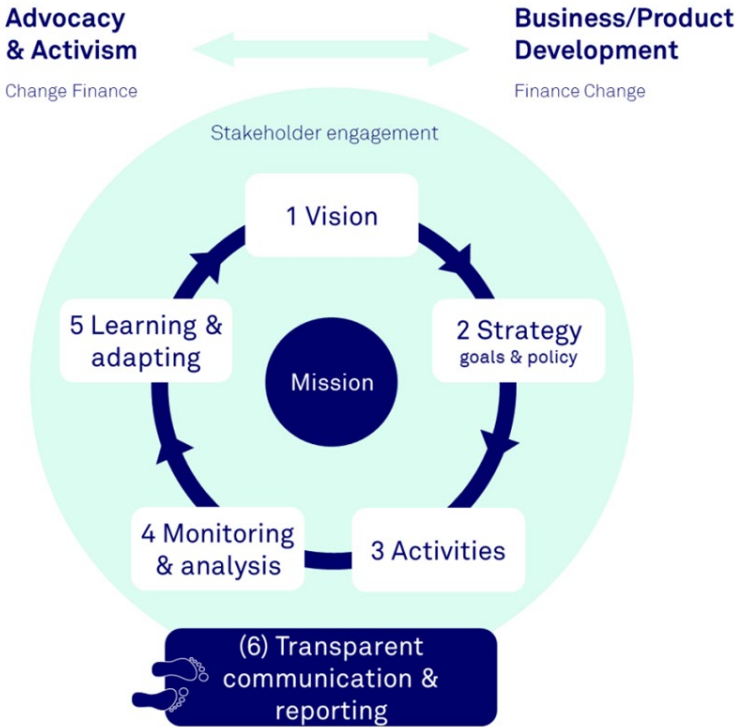 Advocacy
& Activism
Change Finance
Business/Product
Development
Finance Change
Stakeholder engagement
1 Vision
2 Strategy
goals & policy
3 Activities
4 Monitoring
& analysis
5 Learning &
adapting
Mission
(6) Transparent
communication &
reporting